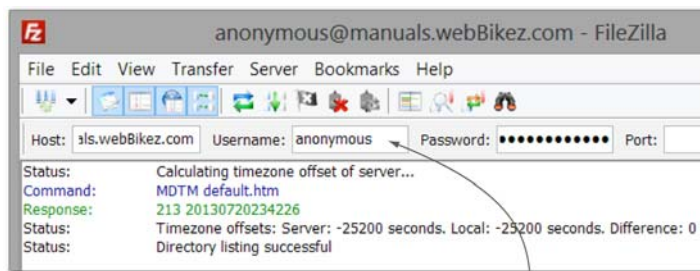 anonymous@manuals.webBikez.com - FileZilla
File Edit View Transfer Server Bookmarks Help
Host: als.webBikez.com Username: anonymous Password: •••••••••••• Port:
Status: Calculating timezone offset of server...
Command: MDTM default.htm
Response: 213 20130720234226
Status: Timezone offsets: Server: -25200 seconds. Local: -25200 seconds. Difference: 0
Status: Directory listing successful